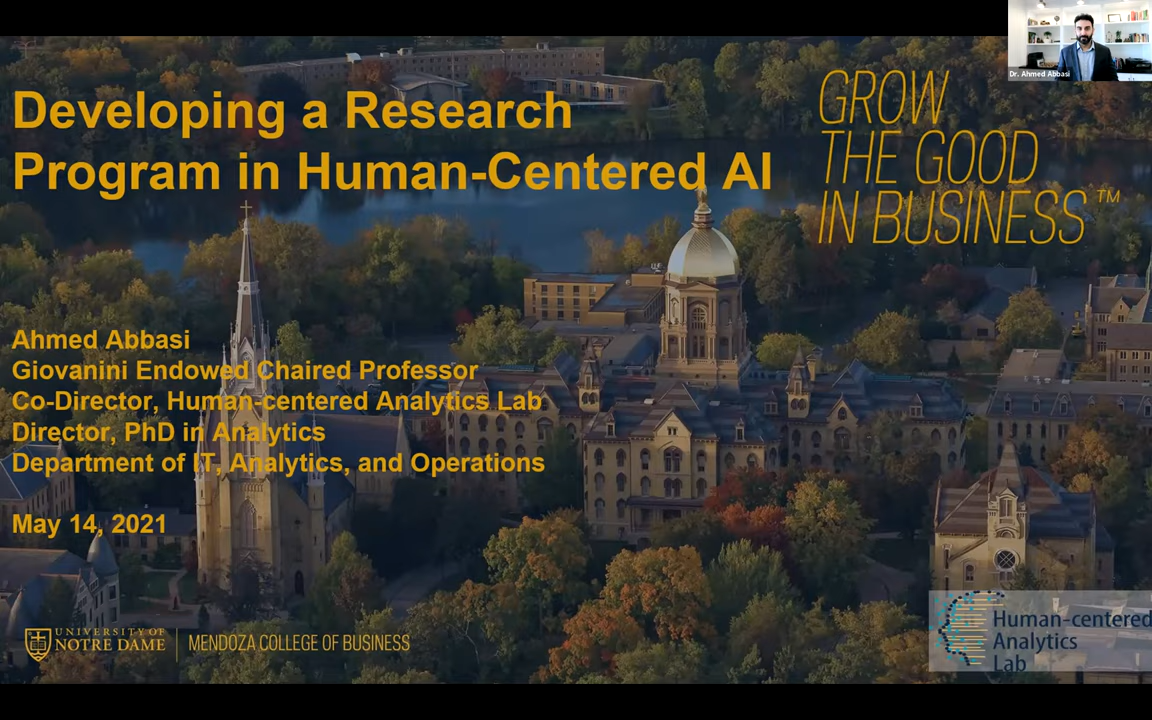 Dr. Ahmed Abbasi
Developing a Research
Program in Human-Centered AI
GROW
THE GOOD
IN BUSINESS™
Ahmed Abbasi
Giovanini Endowed Chaired Professor
Co-Director, Human-centered Analytics Lab
Director, PhD in Analytics
Department of IT, Analytics, and Operations
May 14, 2021
UNIVERSITY OF
NOTRE DAME
MENDOZA COLLEGE OF BUSINESS
Human-centered
Analytics
Lab